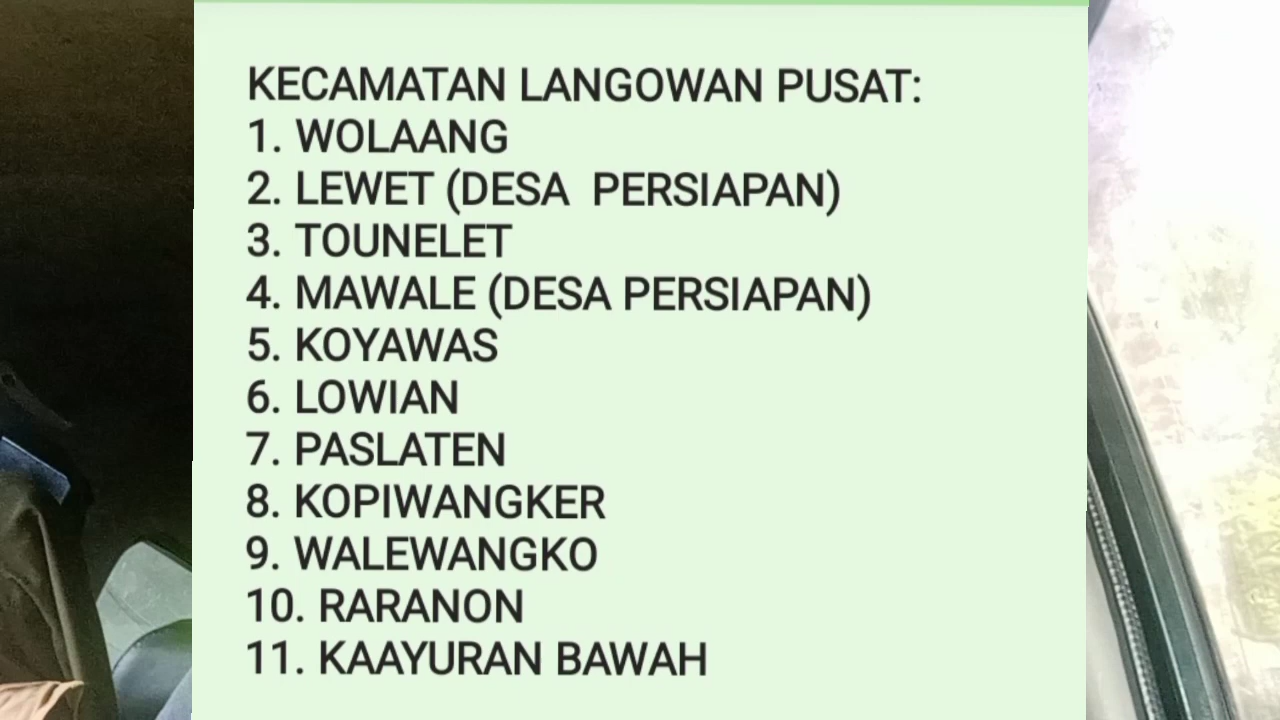 KECAMATAN LANGOWAN PUSAT:
1. WOLAANG
2. LEWET (DESA  PERSIAPAN)
3. TOUNELET
4. MAWALE (DESA PERSIAPAN)
5. KOYAWAS
6. LOWIAN
7. PASLATEN
8. KOPIWANGKER
9. WALEWANGKO
10. RARANON
11. KAAYURAN BAWAH